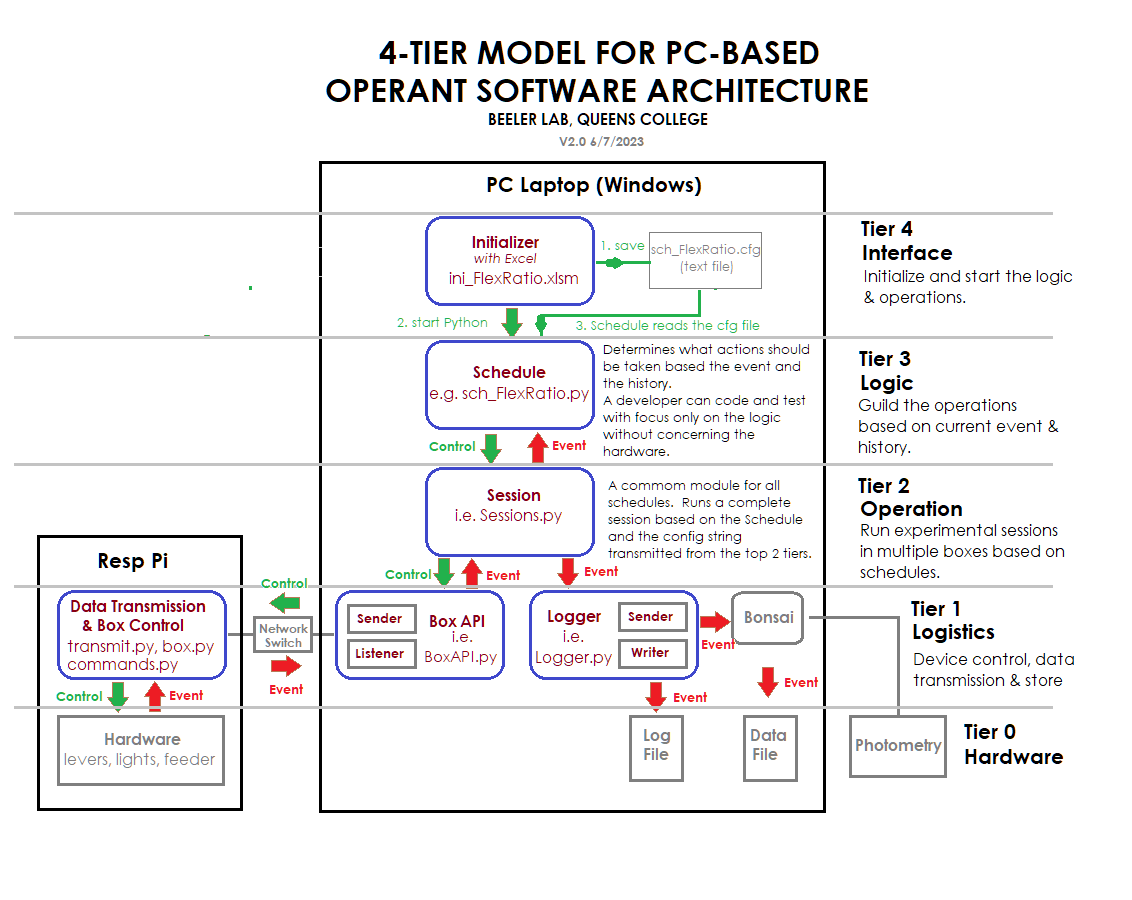 4-TIER MODEL FOR PC-BASED
OPERANT SOFTWARE ARCHITECTURE
BEELER LAB, QUEENS COLLEGE
V2.0 6/7/2023
PC Laptop (Windows)
Initializer
with Excel
ini_FlexRatio.xlsm
1. save
sch_FlexRatio.cfg
(text file)
Tier 4
Interface
Initialize and start the logic
& operations.
2. start Python
3. Schedule reads the cfg file
Schedule
e.g. sch_FlexRatio.py
Determines what actions should
be taken based the event and
the history.
A developer can code and test
with focus only on the logic
without concerning the
hardware.
Tier 3
Logic
Guild the operations
based on current event &
history.
Control
Event
Session
i.e. Sessions.py
A commom module for all
schedules. Runs a complete
session based on the Schedule
and the config string
transmitted from the top 2 tiers.
Tier 2
Operation
Run experimental sessions
in multiple boxes based on
schedules.
Resp Pi
Control
Event
Event
Control
Data Transmission
& Box Control
transmit.py, box.py
commands.py
Network
Switch
Event
Sender
Listener
Box API
i.e.
BoxAPI.py
Logger
i.e.
Logger.py
Sender
Writer
Event
Bonsai
Tier 1
Logistics
Device control, data
transmission & store
Control
Event
Event
Event
Hardware
levers, lights, feeder
Log
File
Data
File
Photometry
Tier 0
Hardware